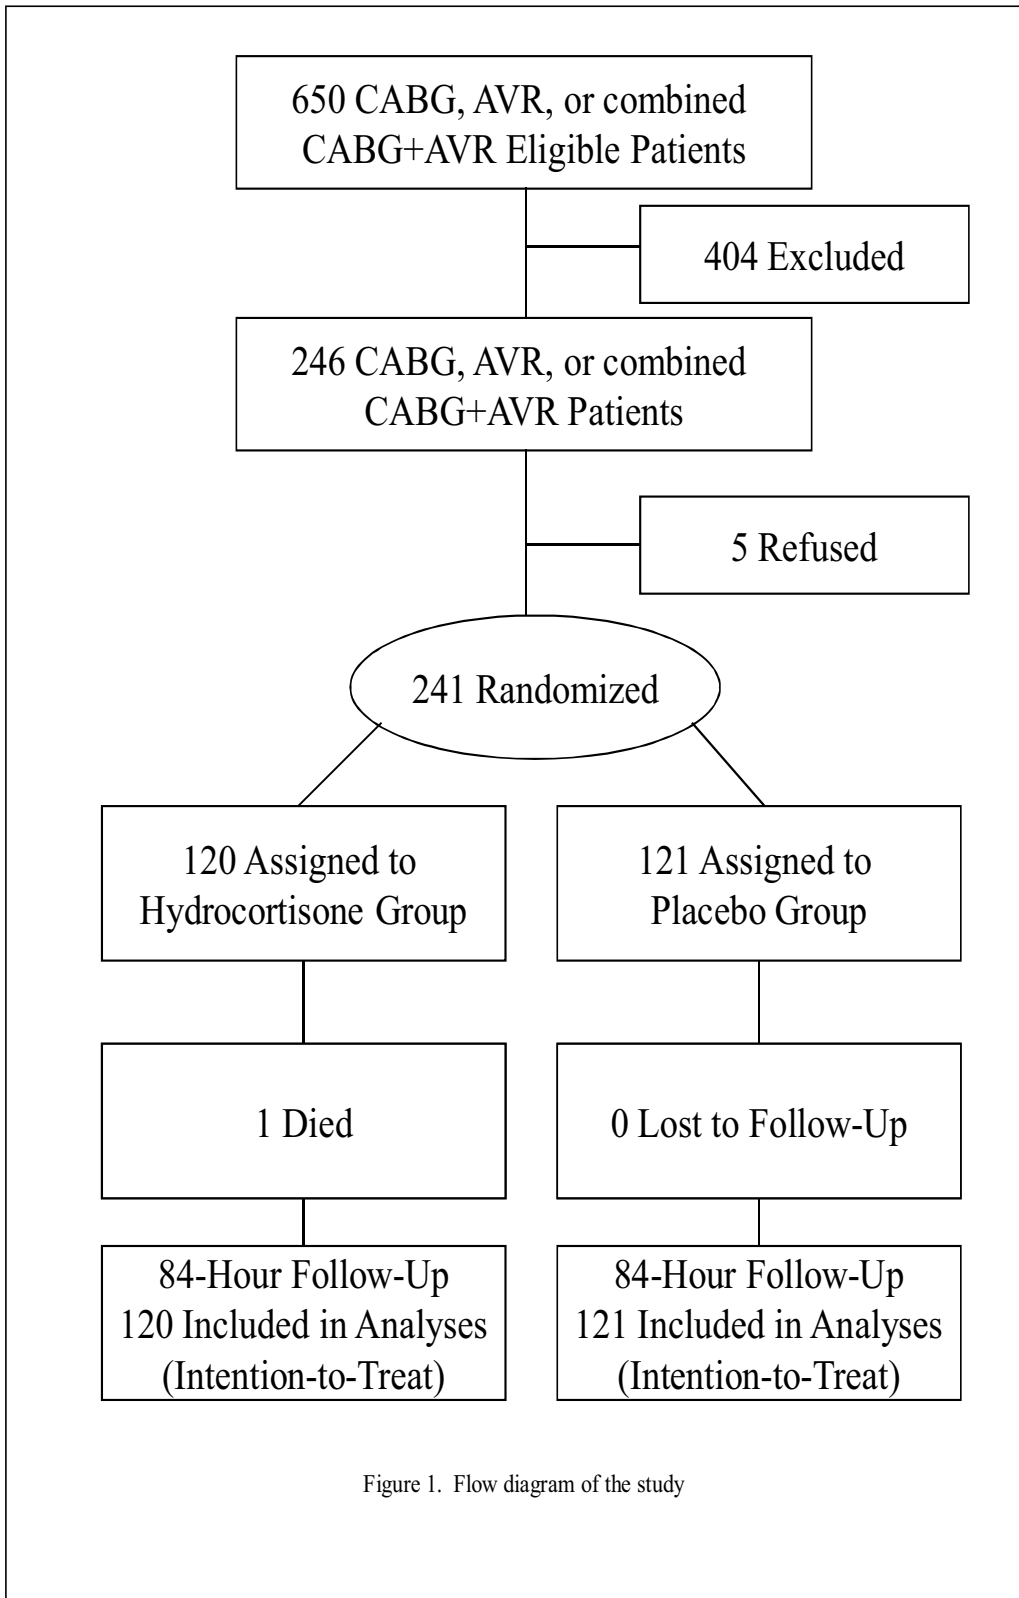 650 CABG, AVR, or combined
CABG+AVR Eligible Patients
404 Excluded
246 CABG, AVR, or combined
CABG+AVR Patients
5 Refused
241 Randomized
120 Assigned to
Hydrocortisone Group
121 Assigned to
Placebo Group
1 Died
0 Lost to Follow-Up
84-Hour Follow-Up
120 Included in Analyses
(Intention-to-Treat)
84-Hour Follow-Up
121 Included in Analyses
(Intention-to-Treat)
Figure 1. Flow diagram of the study